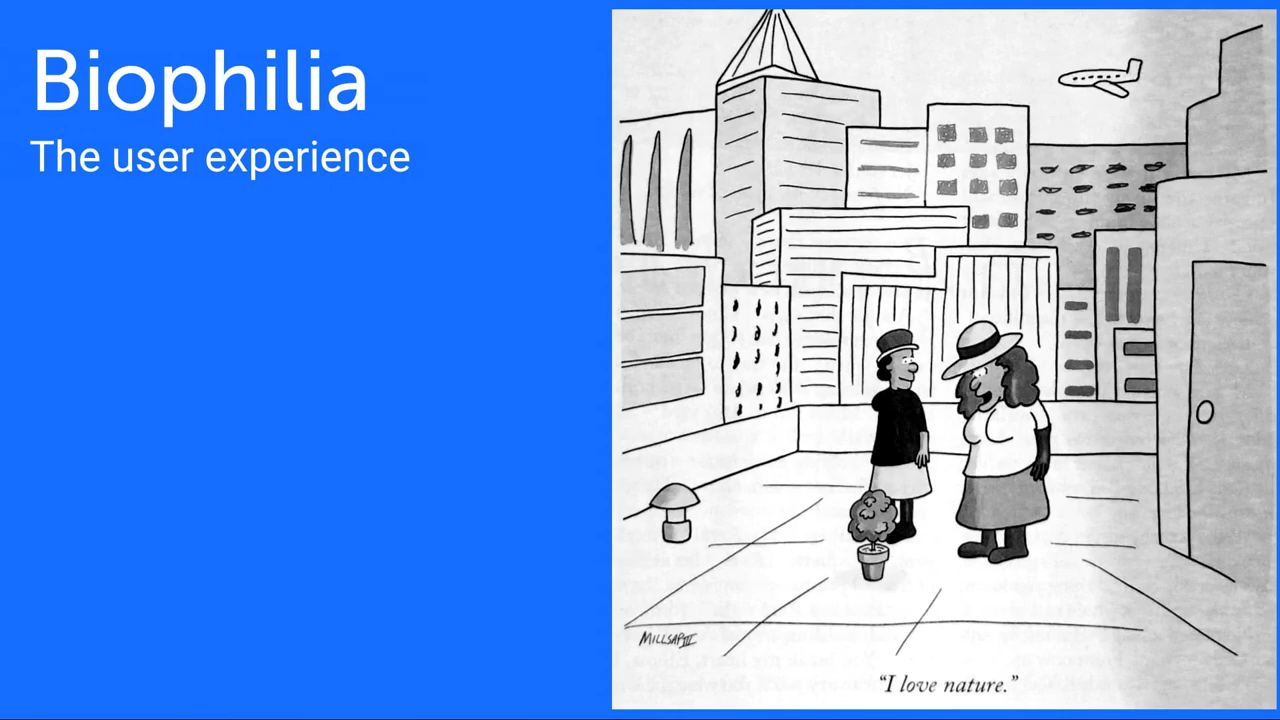 Biophilia
The user experience
MILLSAP III
“I love nature.”